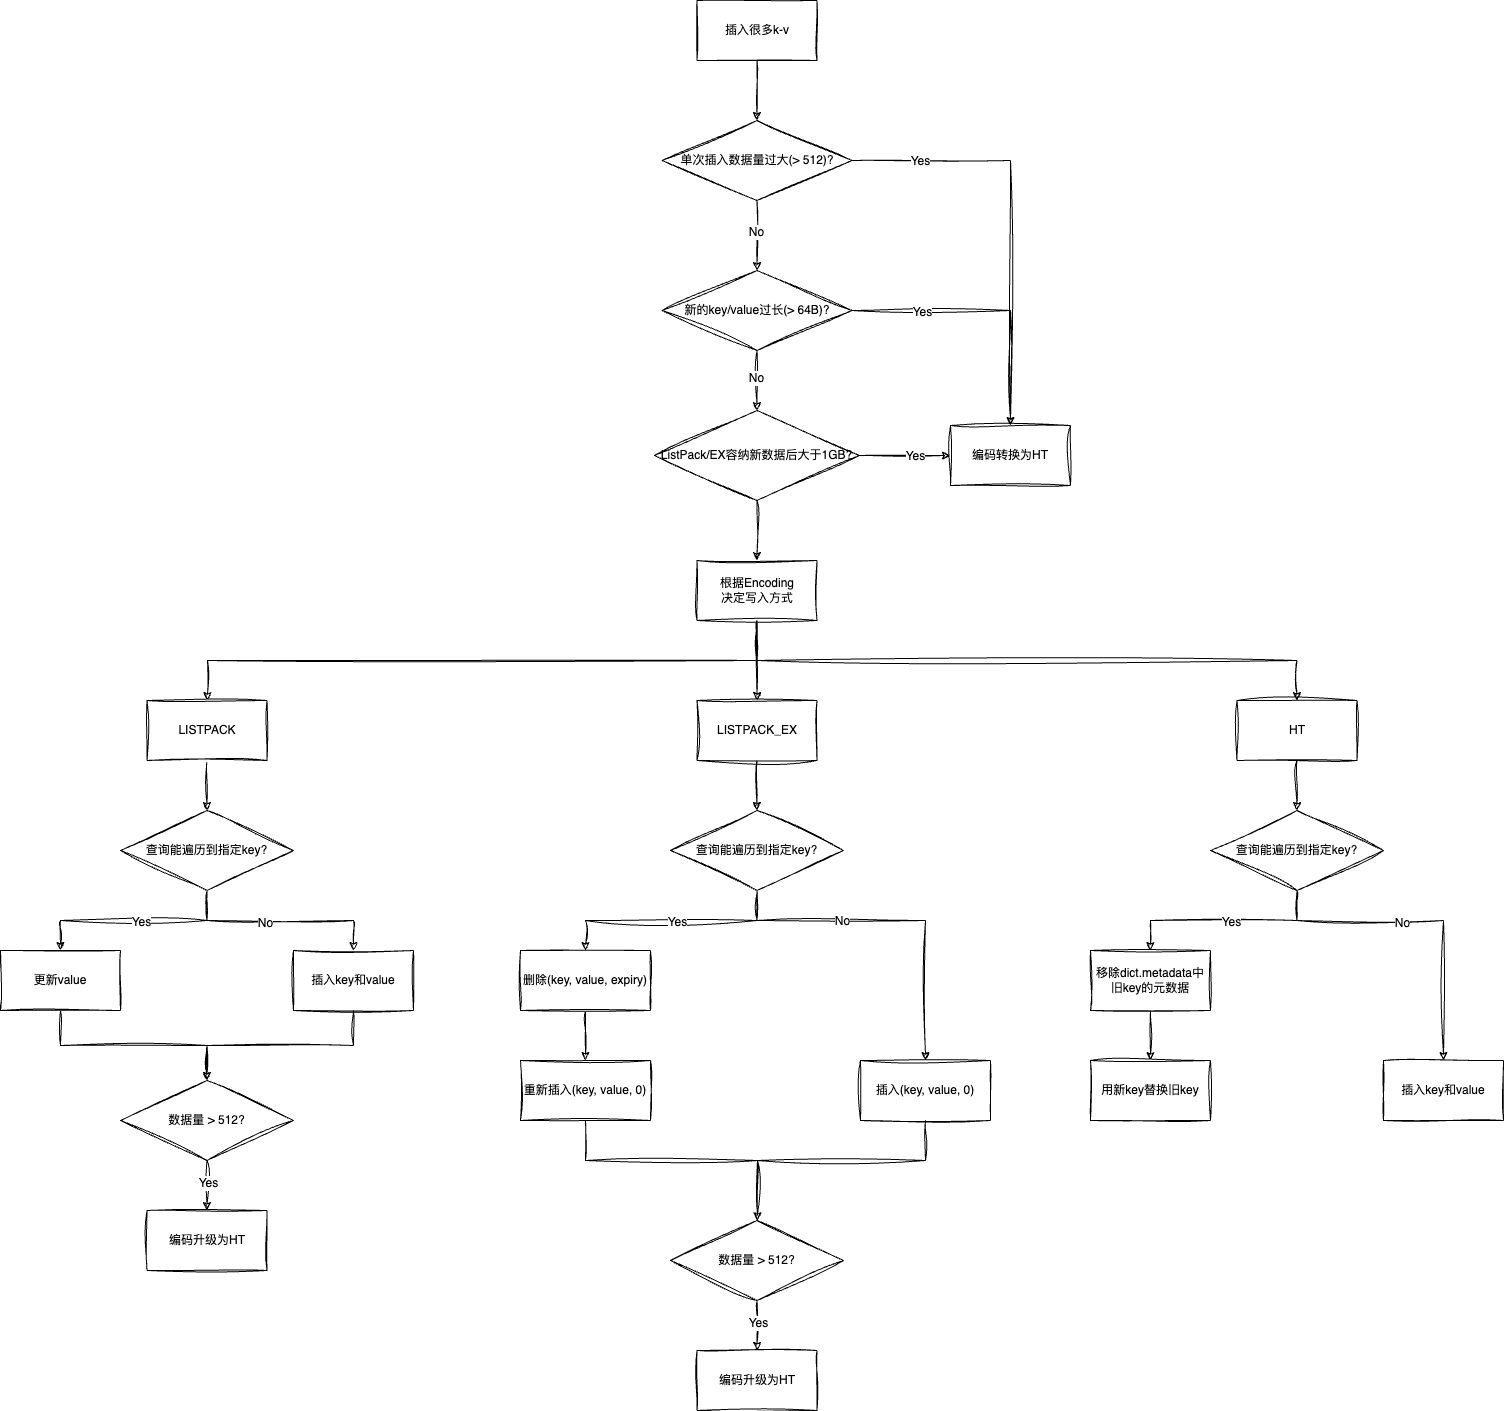 插入很多k-v
单次插入数据量过大(> 512)?
Yes
No
新的key/value过长(> 64B)?
Yes
No
ListPack/EX容纳新数据后大于1GB?
Yes
编码转换为HT
根据Encoding
决定写入方式
LISTPACK
LISTPACK_EX
HT
查询能遍历到指定key?
查询能遍历到指定key?
查询能遍历到指定key?
Yes
No
Yes
No
Yes
No
更新value
插入key和value
删除(key, value, expiry)
移除dict.metadata中
旧key的元数据
重新插入(key, value, 0)
插入(key, value, 0)
用新key替换旧key
插入key和value
数据量 > 512?
Yes
编码升级为HT
数据量 > 512?
Yes
编码升级为HT